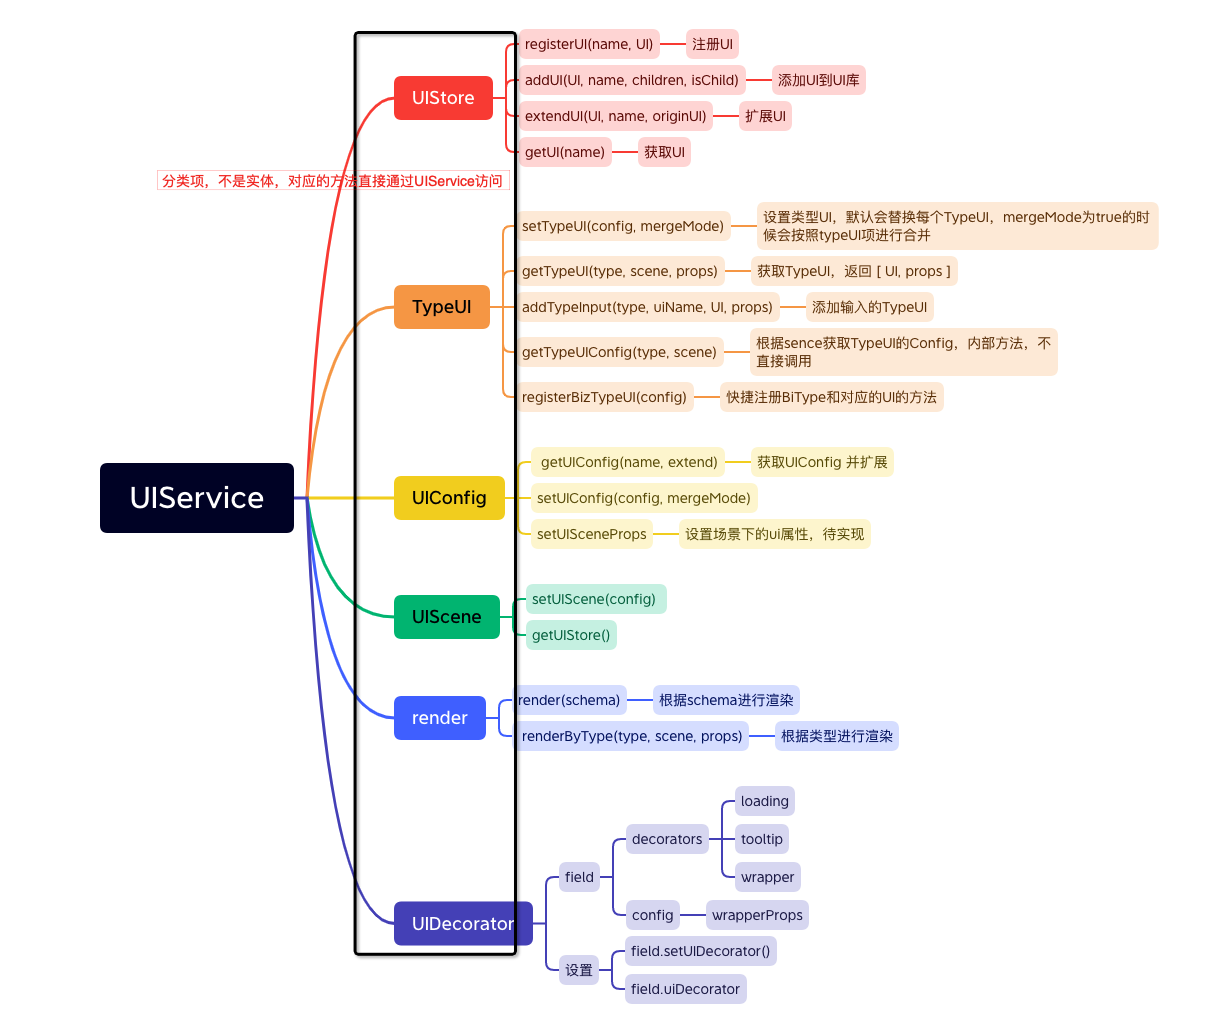 UIService
分类项，不是实体，对应的方法直接通过UIService访问
UIStore
registerUI(name, UI)
注册UI
addUI(UI, name, children, isChild)
添加UI到UI库
extendUI(UI, name, originUI)
扩展UI
getUI(name)
获取UI
TypeUI
setTypeUI(config, mergeMode)
设置类型UI，默认会替换每个TypeUI，mergeMode为true的时
候会按照typeUI项进行合并
getTypeUI(type, scene, props)
获取TypeUI，返回 [ UI, props ]
addTypeInput(type, uiName, UI, props)
添加输入的TypeUI
getTypeUIConfig(type, scene)
根据sence获取TypeUI的Config，内部方法，不
直接调用
registerBizTypeUI(config)
快捷注册BiType和对应的UI的方法
UIConfig
getUIConfig(name, extend)
获取UIConfig 并扩展
setUIConfig(config, mergeMode)
setUISceneProps
设置场景下的ui属性，待实现
UIScene
setUIScene(config)
getUIStore()
render
render(schema)
根据schema进行渲染
renderByType(type, scene, props)
根据类型进行渲染
UIDecorator
field
decorators
loading
tooltip
wrapper
config
wrapperProps
设置
field.setUIDecorator()
field.uiDecorator